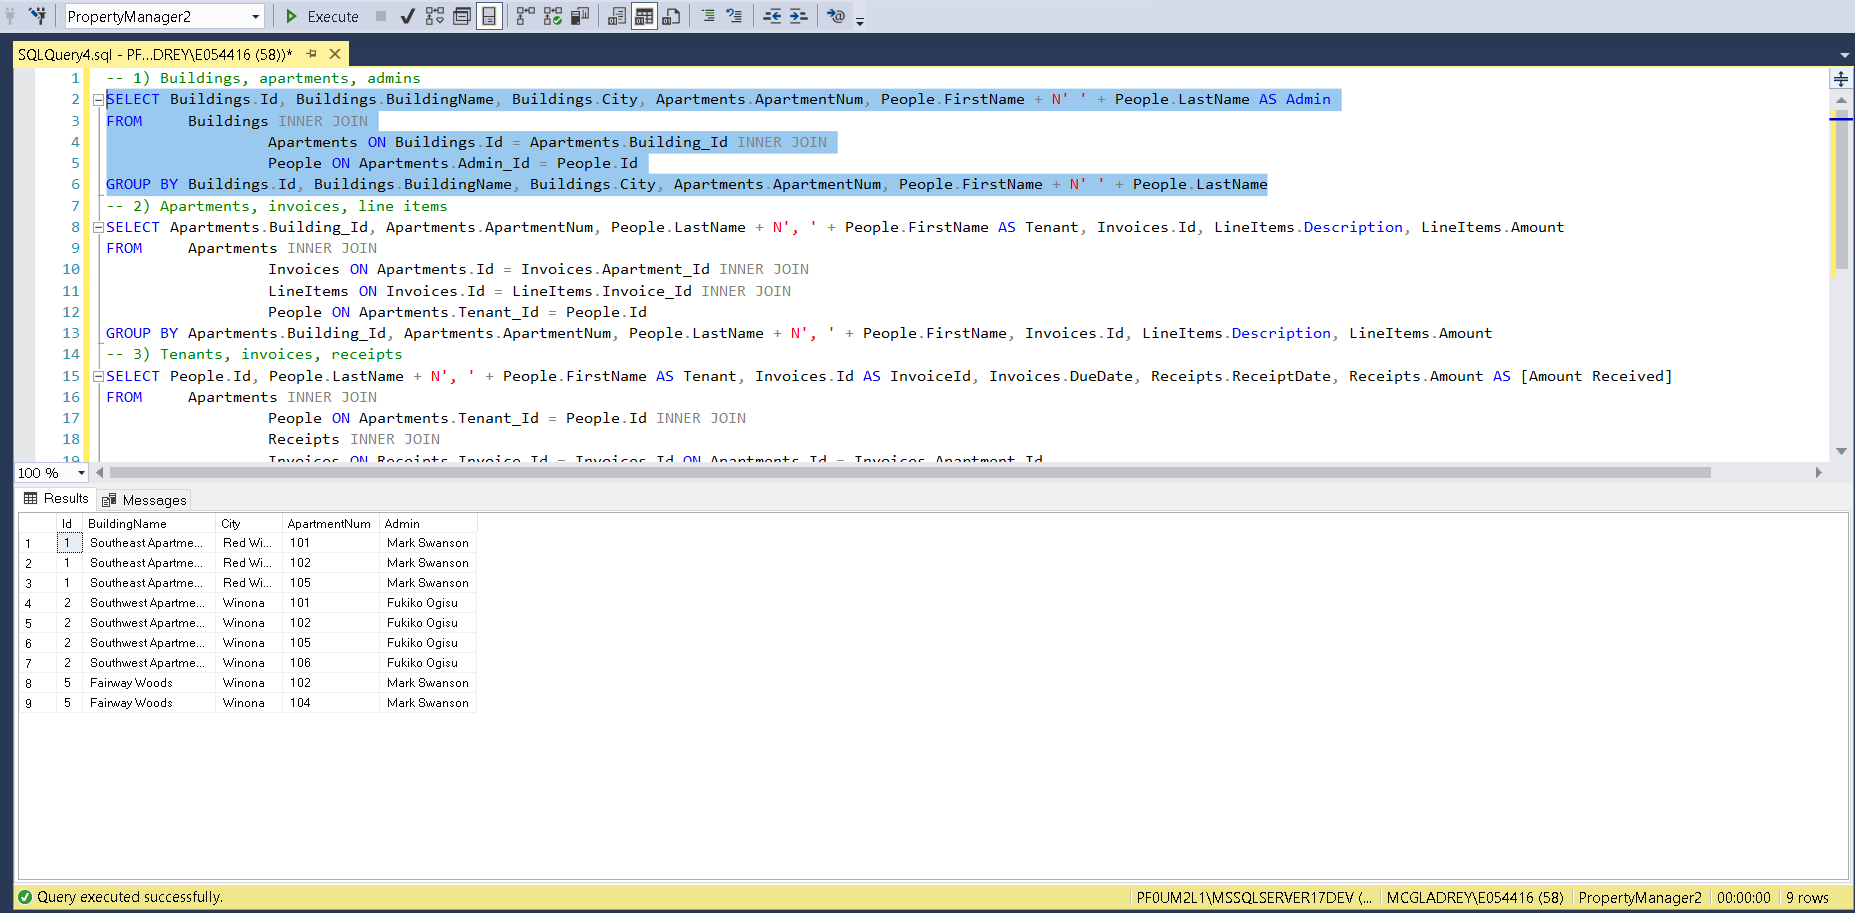 PropertyManager2 Execute
SQLQuery4.sql - PF...DREY\E054416 (58))*
1 -- 1) Buildings, apartments, admins
2 SELECT Buildings.Id, Buildings.BuildingName, Buildings.City, Apartments.ApartmentNum, People.FirstName + N' ' + People.LastName AS Admin
3 FROM Buildings INNER JOIN
4 Apartments ON Buildings.Id = Apartments.Building_Id INNER JOIN
5 People ON Apartments.Admin_Id = People.Id
6 GROUP BY Buildings.Id, Buildings.BuildingName, Buildings.City, Apartments.ApartmentNum, People.FirstName + N' ' + People.LastName
7 -- 2) Apartments, invoices, line items
8 SELECT Apartments.Building_Id, Apartments.ApartmentNum, People.LastName + N', ' + People.FirstName AS Tenant, Invoices.Id, LineItems.Description, LineItems.Amount
9 FROM Apartments INNER JOIN
10 Invoices ON Apartments.Id = Invoices.Apartment_Id INNER JOIN
11 LineItems ON Invoices.Id = LineItems.Invoice_Id INNER JOIN
12 People ON Apartments.Tenant_Id = People.Id
13 GROUP BY Apartments.Building_Id, Apartments.ApartmentNum, People.LastName + N', ' + People.FirstName, Invoices.Id, LineItems.Description, LineItems.Amount
14 -- 3) Tenants, invoices, receipts
15 SELECT People.Id, People.LastName + N', ' + People.FirstName AS Tenant, Invoices.Id AS InvoiceId, Invoices.DueDate, Receipts.ReceiptDate, Receipts.Amount AS [Amount Received]
16 FROM Apartments INNER JOIN
17 People ON Apartments.Tenant_Id = People.Id INNER JOIN
18 Receipts INNER JOIN
19 Invoices ON Receipts.Invoice_Id = Invoices.Id ON Apartments.Id = Invoices.Apartment_Id
100 %
Results Messages
Id BuildingName City ApartmentNum Admin
1 1 Southeast Apartme... Red Wi... 101 Mark Swanson
2 1 Southeast Apartme... Red Wi... 102 Mark Swanson
3 1 Southeast Apartme... Red Wi... 105 Mark Swanson
4 2 Southwest Apartme... Winona 101 Fukiko Ogisu
5 2 Southwest Apartme... Winona 102 Fukiko Ogisu
6 2 Southwest Apartme... Winona 105 Fukiko Ogisu
7 2 Southwest Apartme... Winona 106 Fukiko Ogisu
8 5 Fairway Woods Winona 102 Mark Swanson
9 5 Fairway Woods Winona 104 Mark Swanson
Query executed successfully. PF0UM2L1\MSSQLSERVER17DEV (... MCGLADREY\E054416 (58) PropertyManager2 00:00:00 9 rows